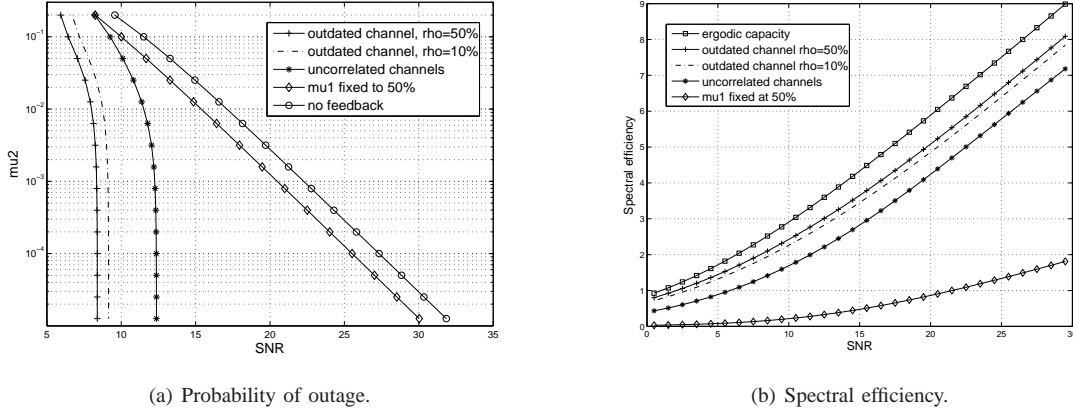 10^-1
10^-2
10^-3
10^-4
mu2
5 10 15 20 25 30 35
SNR
outdated channel, rho=50%
outdated channel, rho=10%
uncorrelated channels
mu1 fixed to 50%
no feedback
(a) Probability of outage.
9
8
7
6
5
4
3
2
1
0
Spectral efficiency
0 5 10 15 20 25 30
SNR
ergodic capacity
outdated channel rho=50%
outdated channel rho=10%
uncorrelated channels
mu1 fixed at 50%
(b) Spectral efficiency.